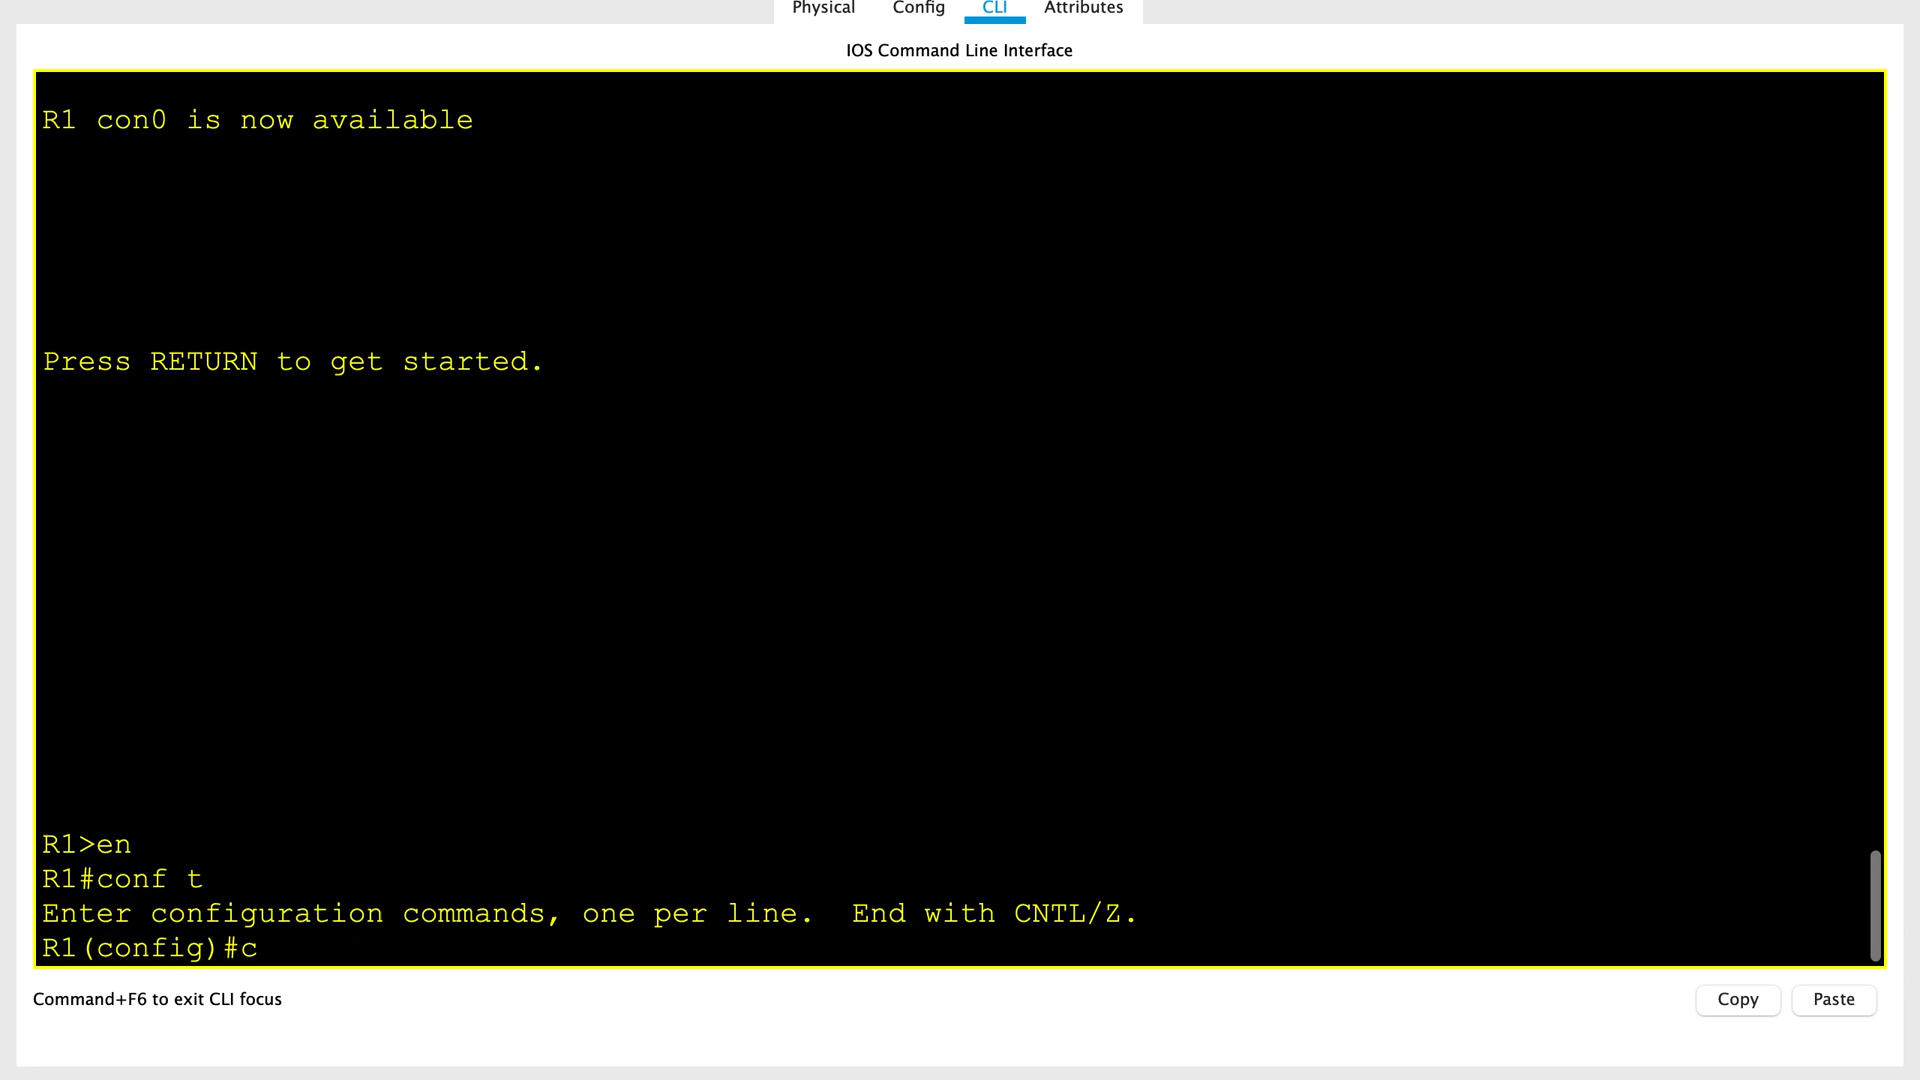 Physical Config CLI Attributes
IOS Command Line Interface
R1 con0 is now available
Press RETURN to get started.
R1>en
R1#conf t
Enter configuration commands, one per line.  End with CNTL/Z.
R1(config)#c
Command+F6 to exit CLI focus
Copy Paste